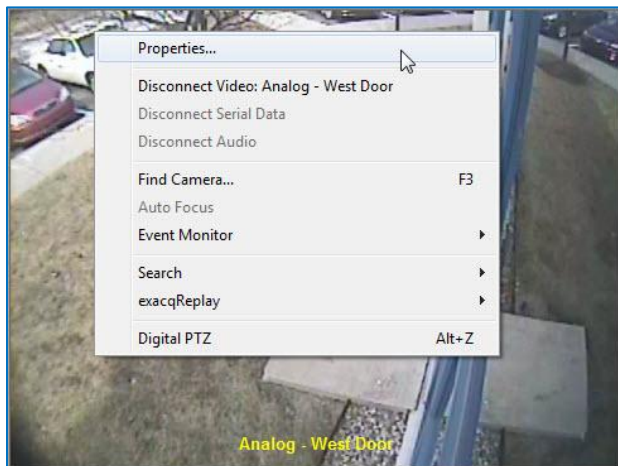 Properties...
Disconnect Video: Analog - West Door
Disconnect Serial Data
Disconnect Audio
Find Camera... F3
Auto Focus
Event Monitor
Search
exacqReplay
Digital PTZ Alt+Z
Analog - West Door